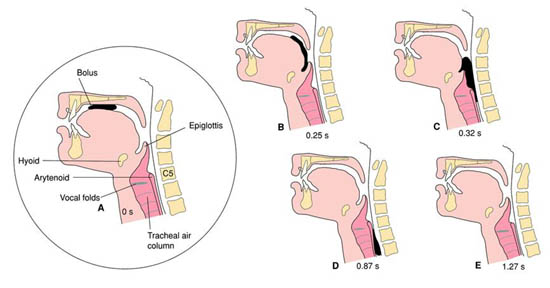 Bolus
Epiglottis
Hyoid
Arytenoid
C5
Vocal folds
A
0 s
Tracheal air
column
B
0.25 s
C
0.32 s
D
0.87 s
E
1.27 s